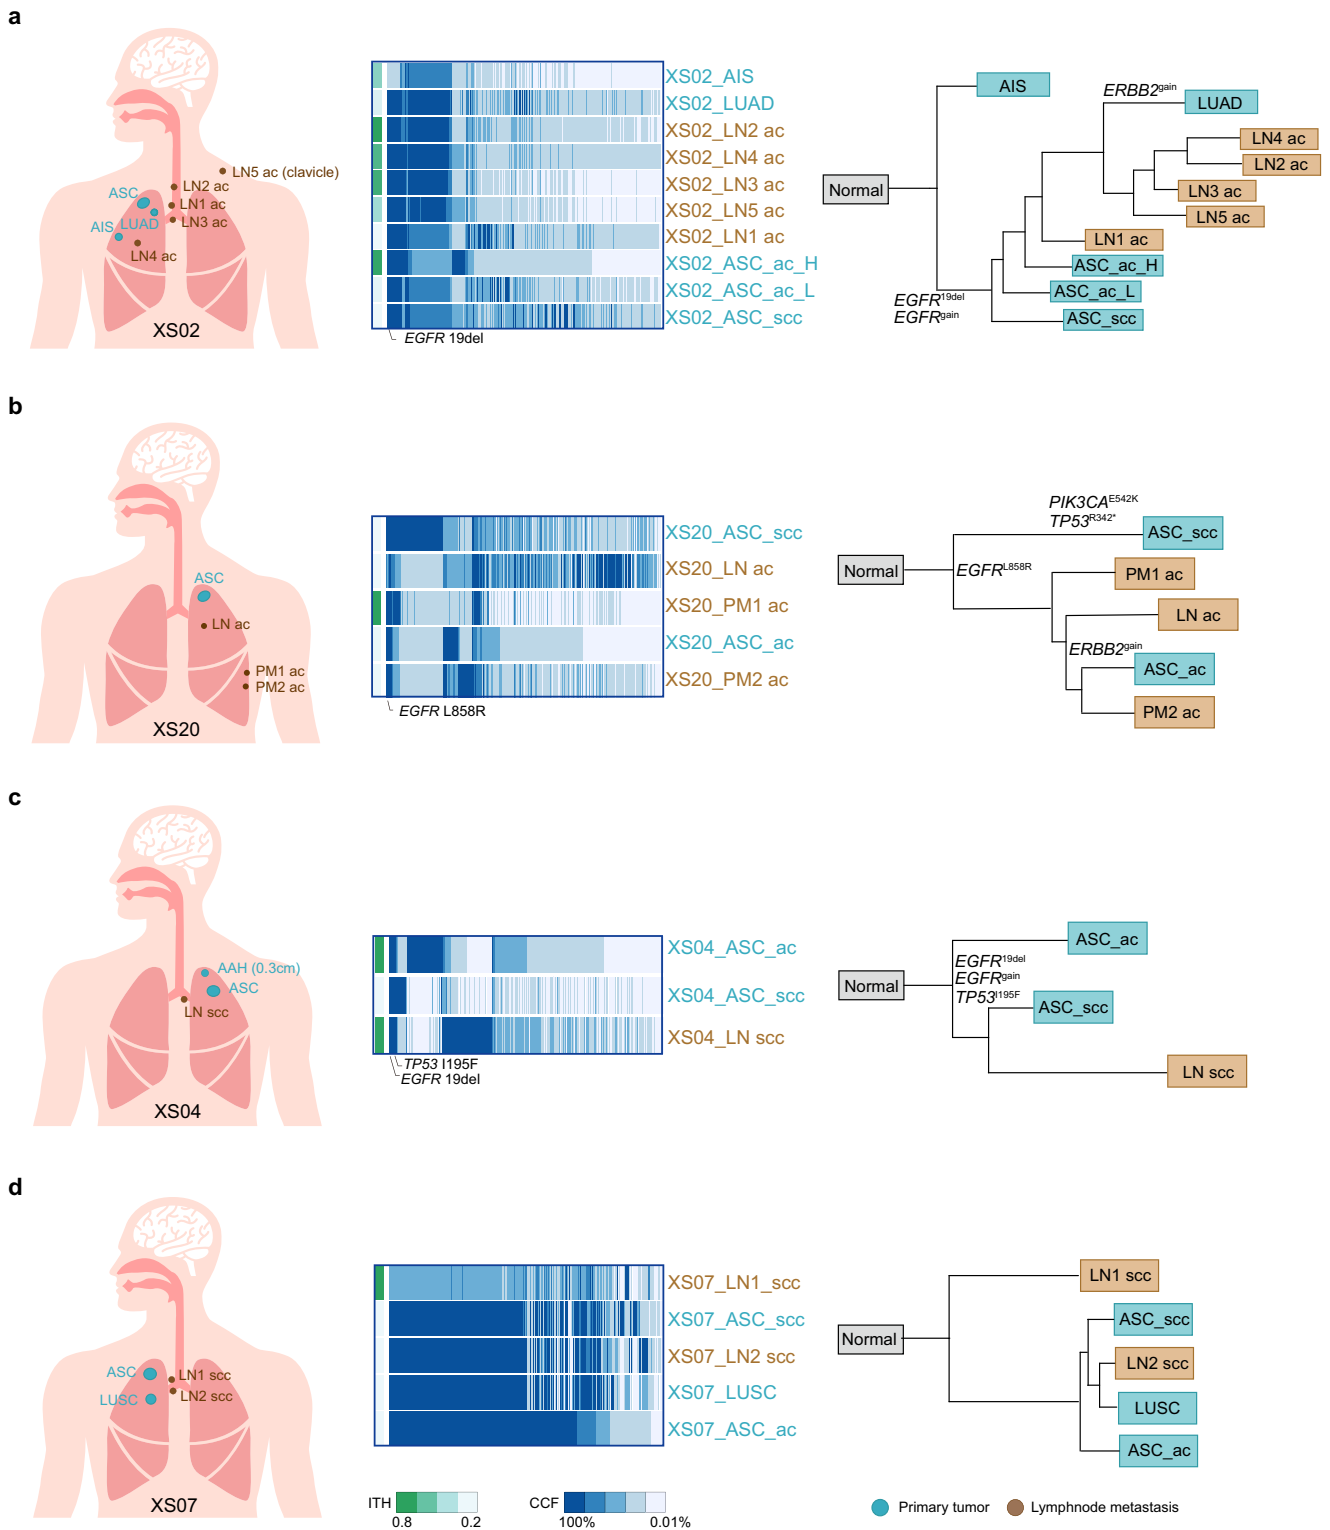 a
ASC
AIS
LUAD
LN4 ac
LN2 ac
LN1 ac
LN3 ac
LN5 ac (clavicle)
XS02
XS02_AIS
XS02_LUAD
XS02_LN2 ac
XS02_LN4 ac
XS02_LN3 ac
XS02_LN5 ac
XS02_LN1 ac
XS02_ASC_ac_H
XS02_ASC_ac_L
XS02_ASC_scc
EGFR 19del
Normal
AIS
ERBB2gain
LUAD
LN4 ac
LN2 ac
LN3 ac
LN5 ac
LN1 ac
ASC_ac_H
ASC_ac_L
ASC_scc
EGFR19del
EGFRgain
b
ASC
LN ac
PM1 ac
PM2 ac
XS20
XS20_ASC_scc
XS20_LN ac
XS20_PM1 ac
XS20_ASC_ac
XS20_PM2 ac
EGFR L858R
Normal
PIK3CAE542K
TP53R342*
ASC_scc
EGFRL858R
PM1 ac
LN ac
ERBB2gain
ASC_ac
PM2 ac
c
AAH (0.3cm)
ASC
LN scc
XS04
XS04_ASC_ac
XS04_ASC_scc
XS04_LN scc
TP53 I195F
EGFR 19del
Normal
ASC_ac
EGFR19del
EGFRgain
TP53I195F
ASC_scc
LN scc
d
ASC
LUSC
LN1 scc
LN2 scc
XS07
XS07_LN1_scc
XS07_ASC_scc
XS07_LN2 scc
XS07_LUSC
XS07_ASC_ac
Normal
LN1 scc
ASC_scc
LN2 scc
LUSC
ASC_ac
ITH
0.8 0.2
CCF
100% 0.01%
Primary tumor
Lymphnode metastasis